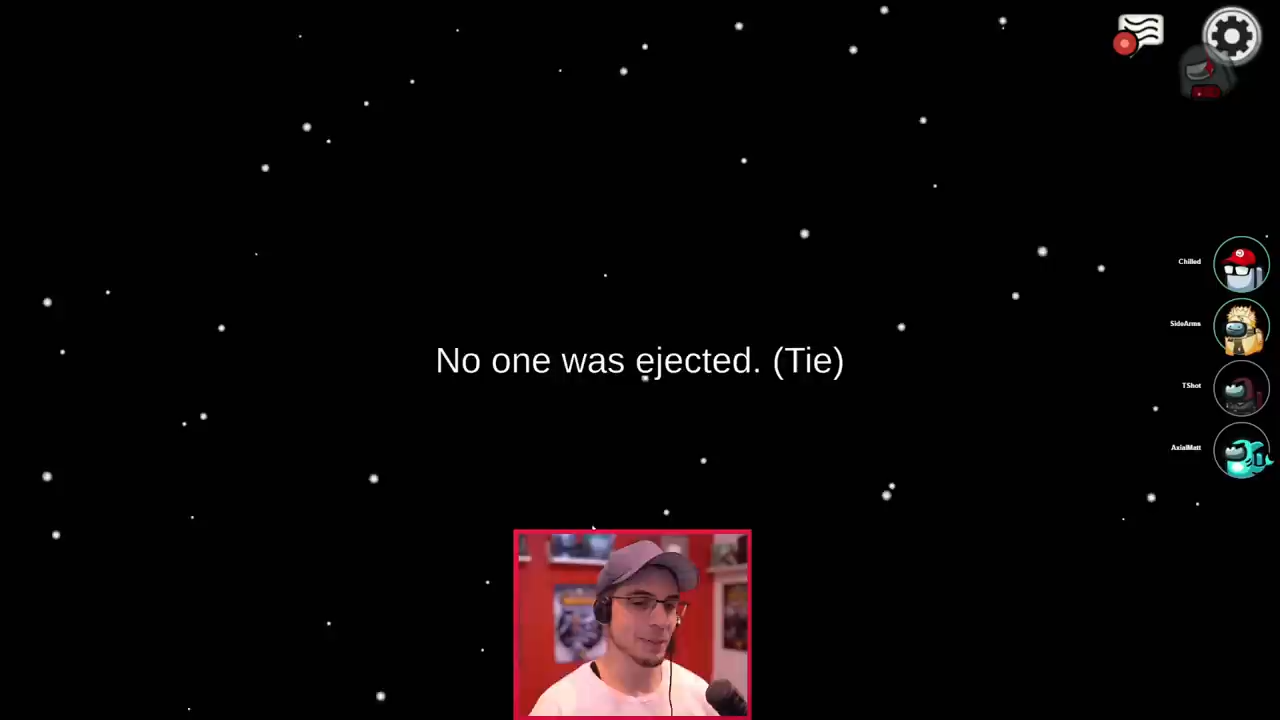 Chilled
SideArms
No one was ejected. (Tie)
TShot
AxialMatt